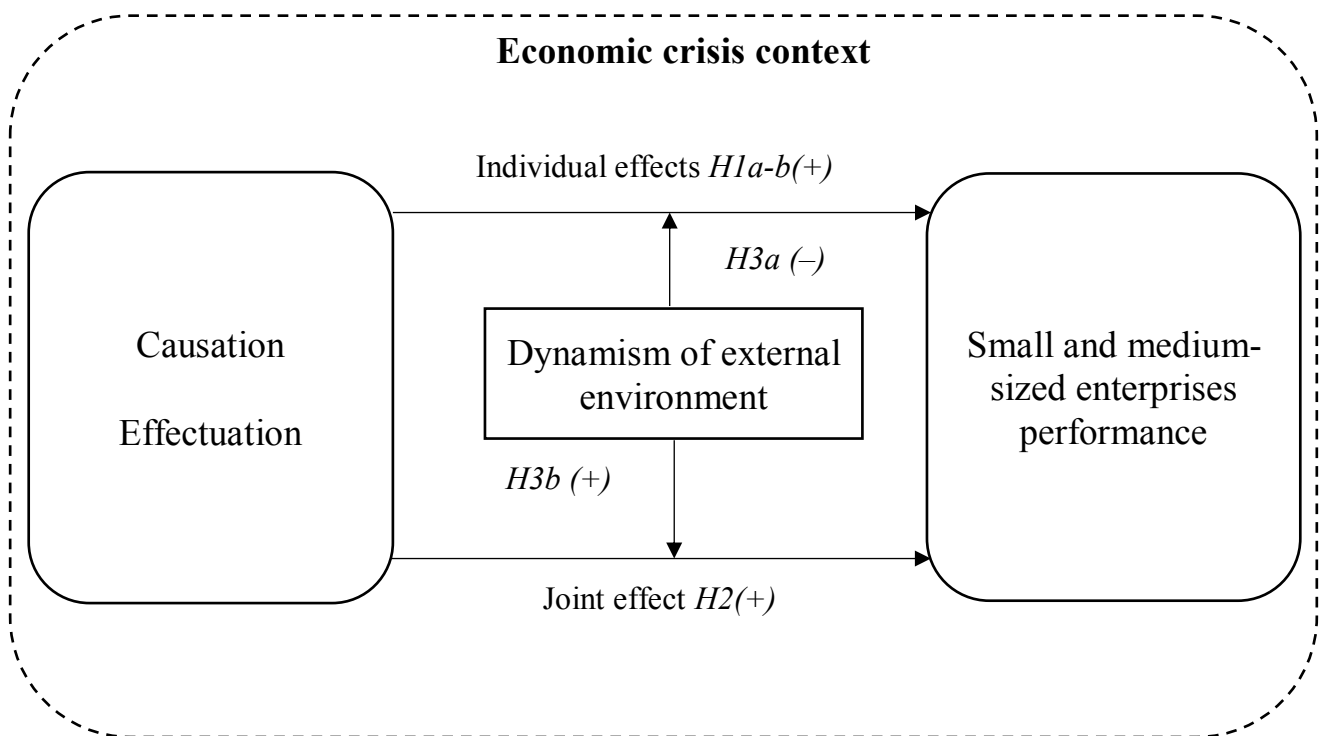 Economic crisis context
Individual effects H1a-b(+)
H3a (–)
Causation
Effectuation
Dynamism of external
environment
Small and medium-
sized enterprises
performance
H3b (+)
Joint effect H2(+)